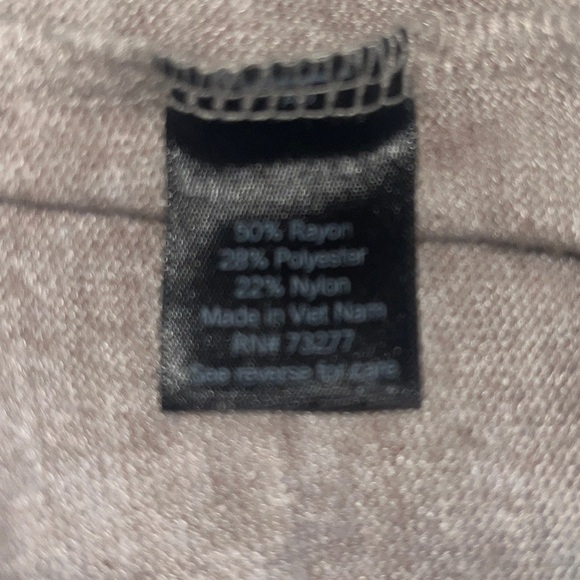 50% Rayon
28% Polyester
22% Nylon
Made in Viet Nam
RN# 73277
See reverse for care